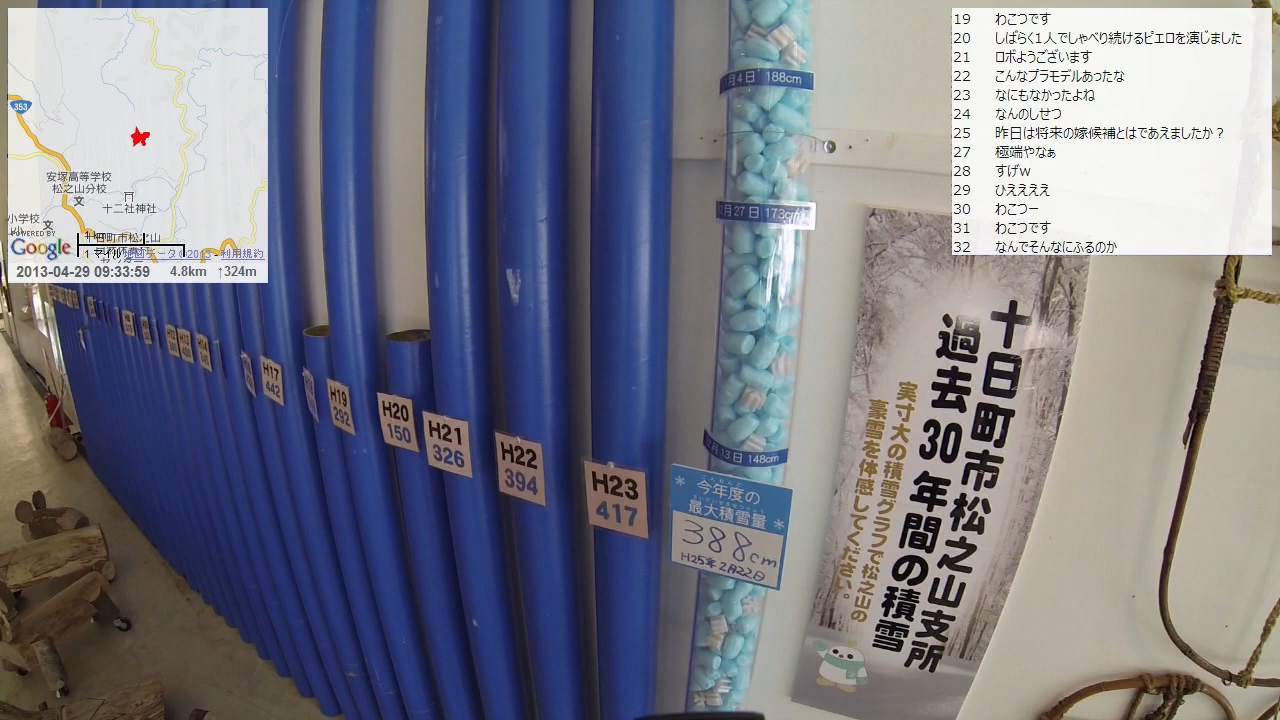 353
安塚高等学校
松之山分校
十二社神社
小学校
POWERED BY
Google
2013-04-29 09:33:59 4.8km ↑324m
19 わこつです
20 しばらく1人でしゃべり続けるピエロを演じました
21 ロボようございます
22 こんなプラモデルあったな
23 なにもなかったよね
24 なんのしせつ
25 昨日は将来の嫁候補とはであえましたか？
27 極端やなぁ
28 すげｗ
29 ひええええ
30 わこつー
31 わこつです
32 なんでそんなにふるのか
月4日 188cm
月27日 173cm
月13日 148cm
H17
442
H19
292
H20
150
H21
326
H22
394
H23
417
今年度の
最大積雪量
388cm
H25年2月22日
十日町市松之山支所
過去30年間の積雪
実寸大の積雪グラフで松之山の
豪雪を体感してください。